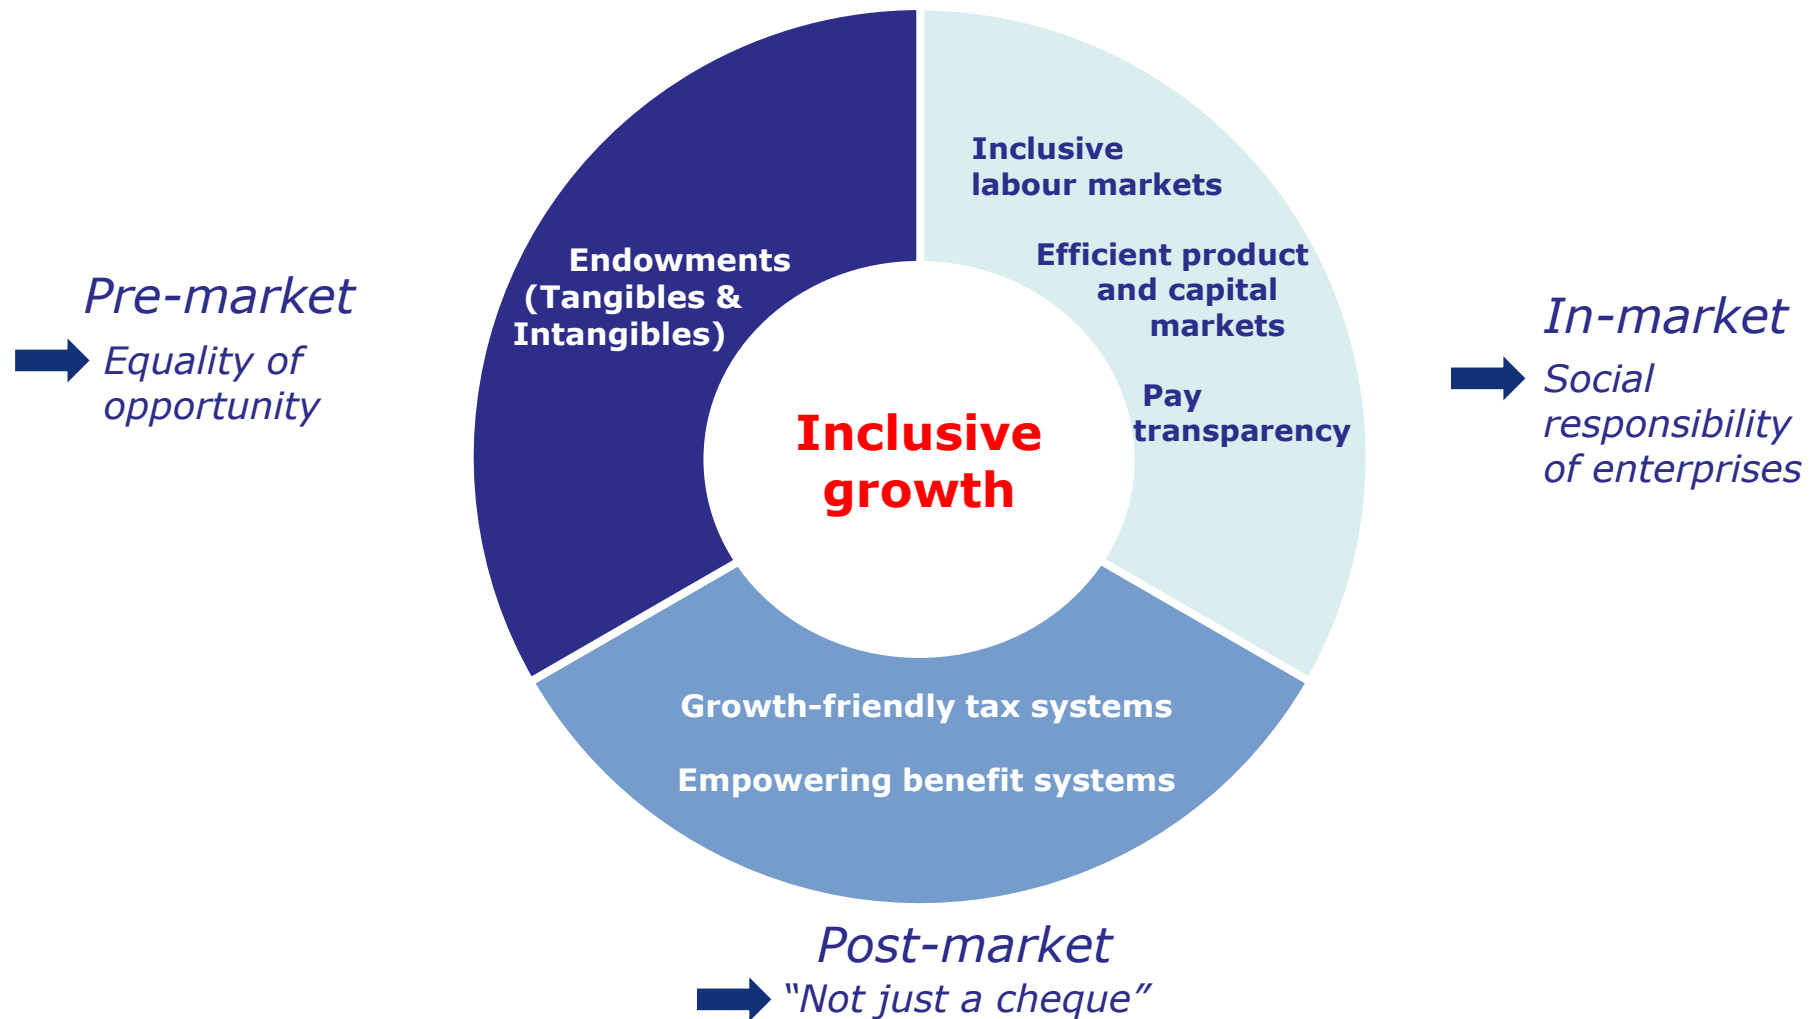 Pre-market
Equality of
opportunity
Endowments
(Tangibles &
Intangibles)
Inclusive
labour markets
Efficient product
and capital
markets
Pay
transparency
Inclusive
growth
In-market
Social
responsibility
of enterprises
Growth-friendly tax systems
Empowering benefit systems
Post-market
“Not just a cheque”